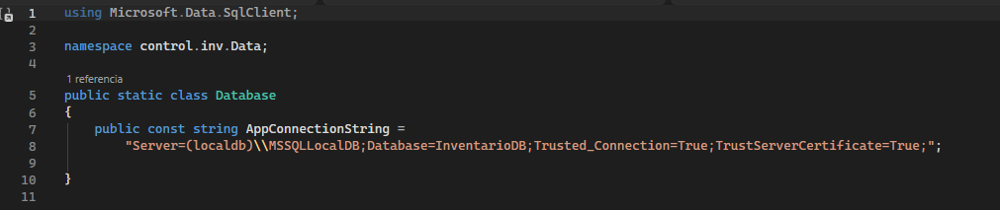 1 using Microsoft.Data.SqlClient;
2
3 namespace control.inv.Data;
4
1 referencia
5 public static class Database
6 {
7 public const string AppConnectionString =
8 "Server=(localdb)\\MSSQLLocalDB;Database=InventarioDB;Trusted_Connection=True;TrustServerCertificate=True;";
9
10 }
11